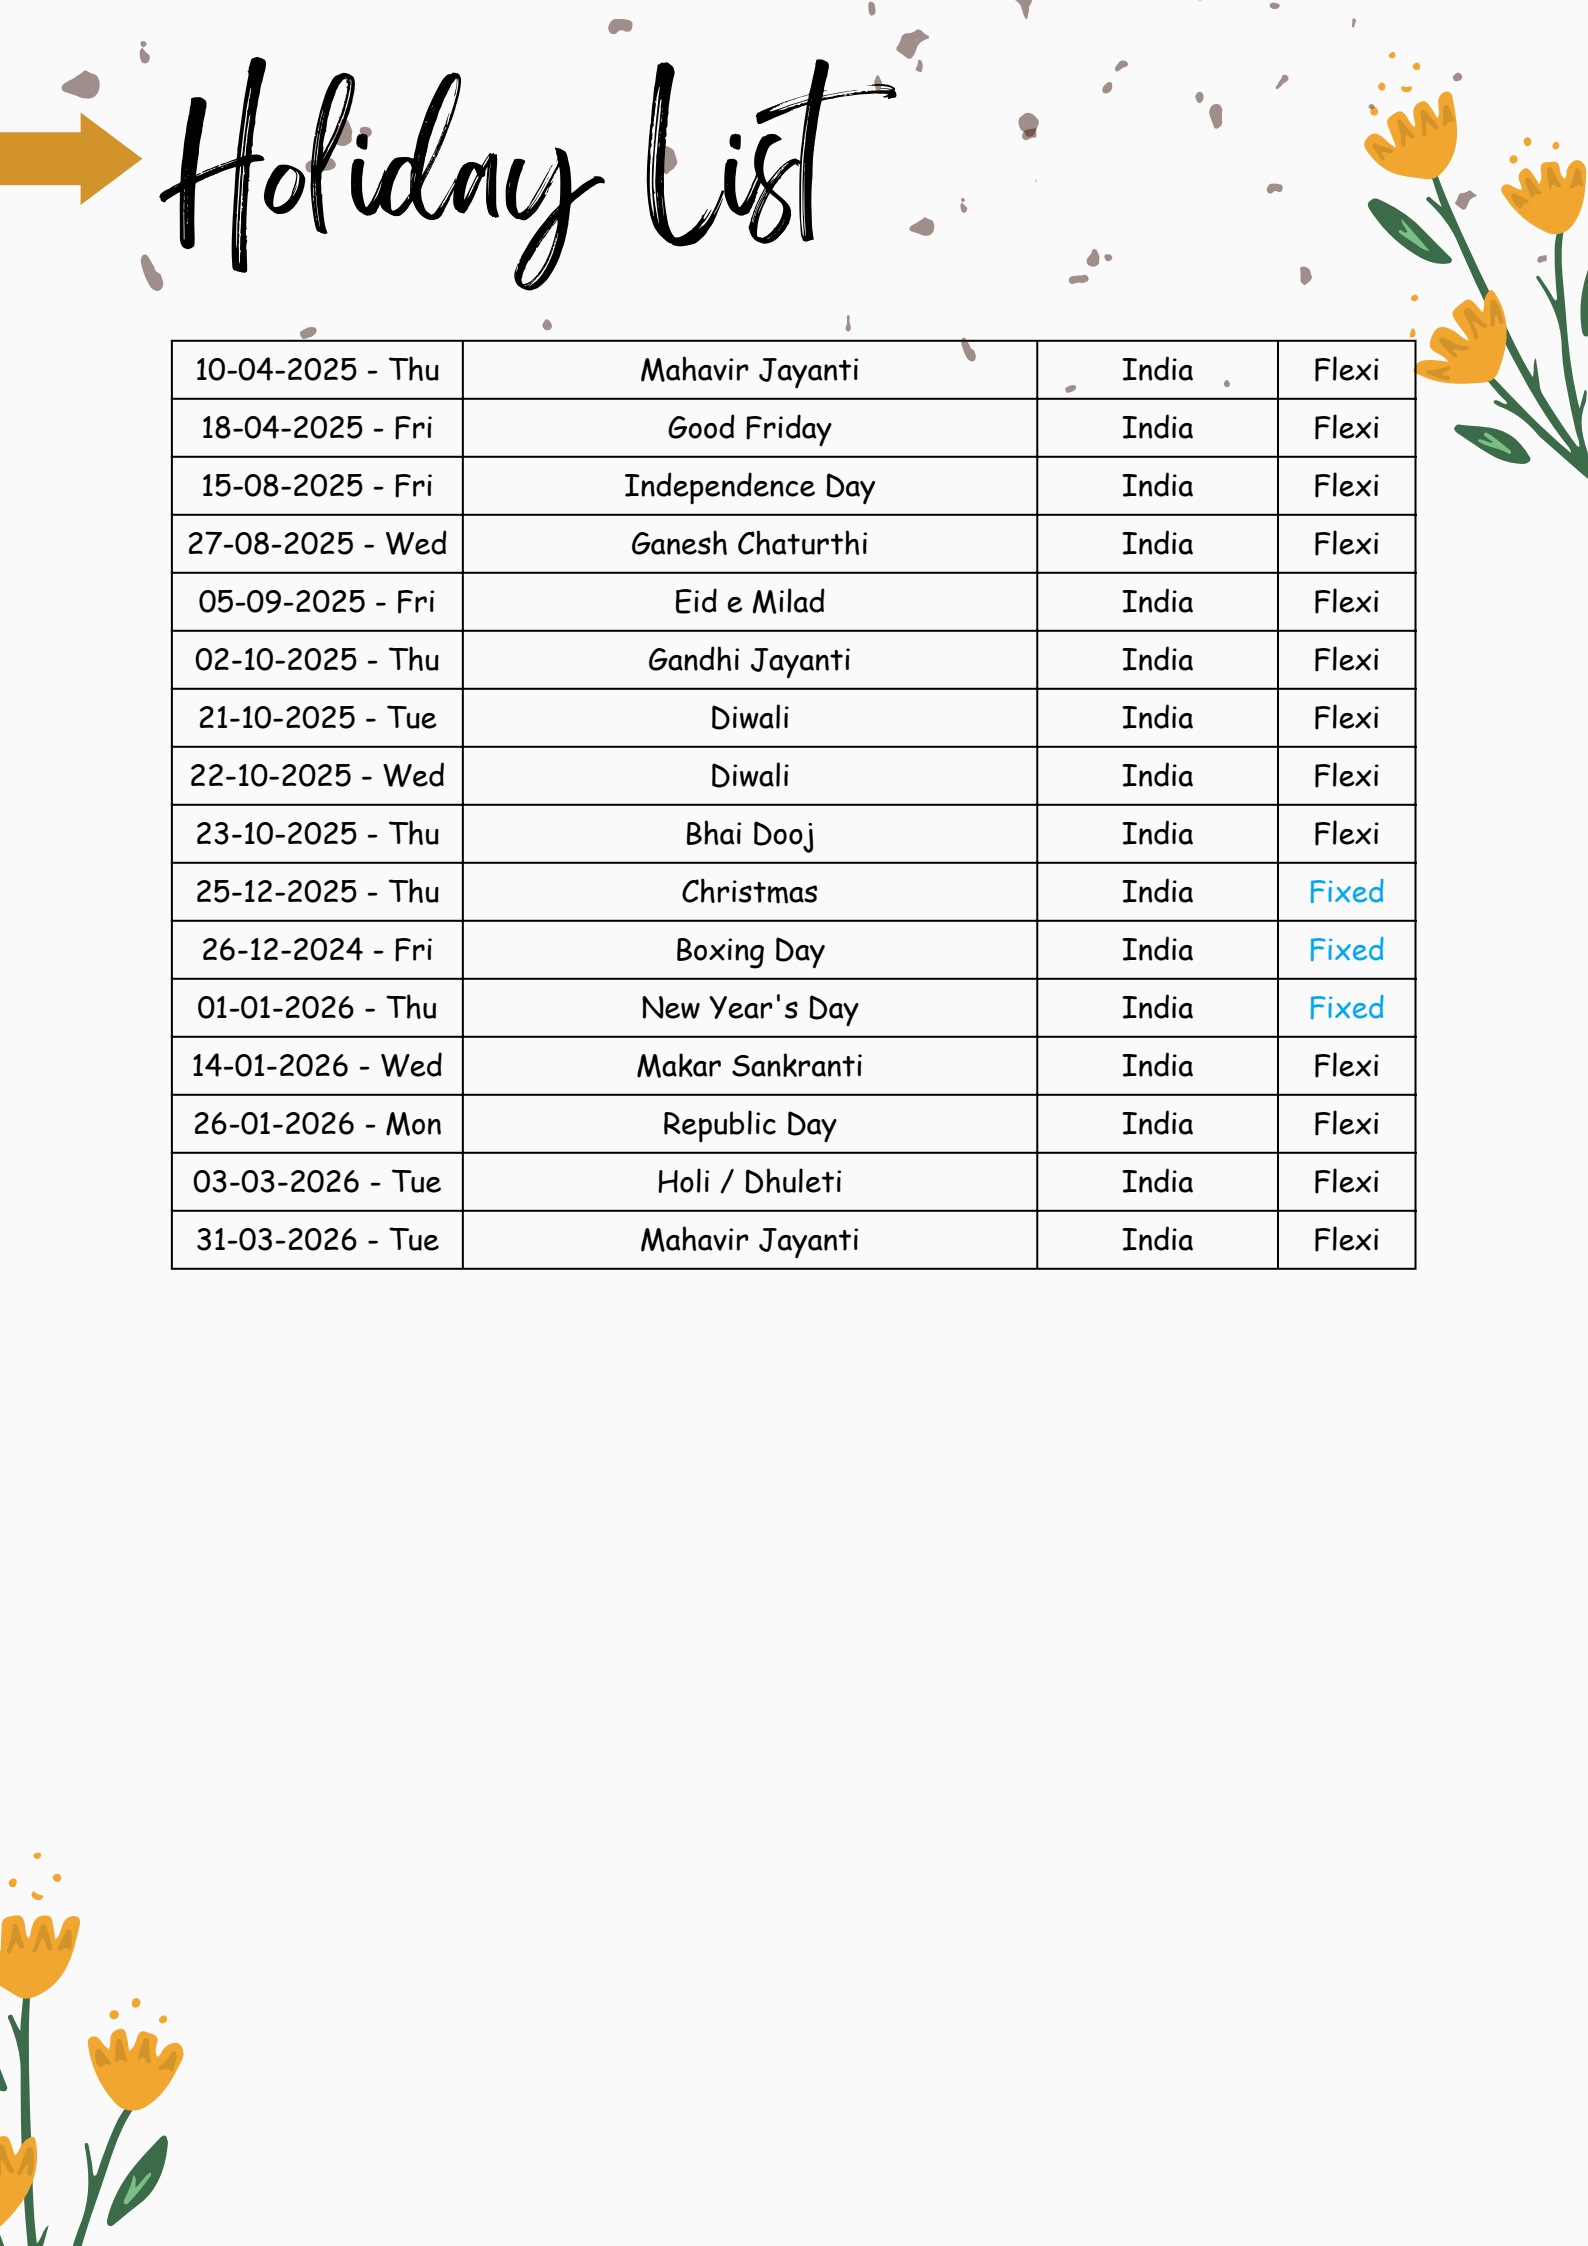 Holiday List
10-04-2025 - Thu Mahavir Jayanti India Flexi
18-04-2025 - Fri Good Friday India Flexi
15-08-2025 - Fri Independence Day India Flexi
27-08-2025 - Wed Ganesh Chaturthi India Flexi
05-09-2025 - Fri Eid e Milad India Flexi
02-10-2025 - Thu Gandhi Jayanti India Flexi
21-10-2025 - Tue Diwali India Flexi
22-10-2025 - Wed Diwali India Flexi
23-10-2025 - Thu Bhai Dooj India Flexi
25-12-2025 - Thu Christmas India Fixed
26-12-2024 - Fri Boxing Day India Fixed
01-01-2026 - Thu New Year's Day India Fixed
14-01-2026 - Wed Makar Sankranti India Flexi
26-01-2026 - Mon Republic Day India Flexi
03-03-2026 - Tue Holi / Dhuleti India Flexi
31-03-2026 - Tue Mahavir Jayanti India Flexi